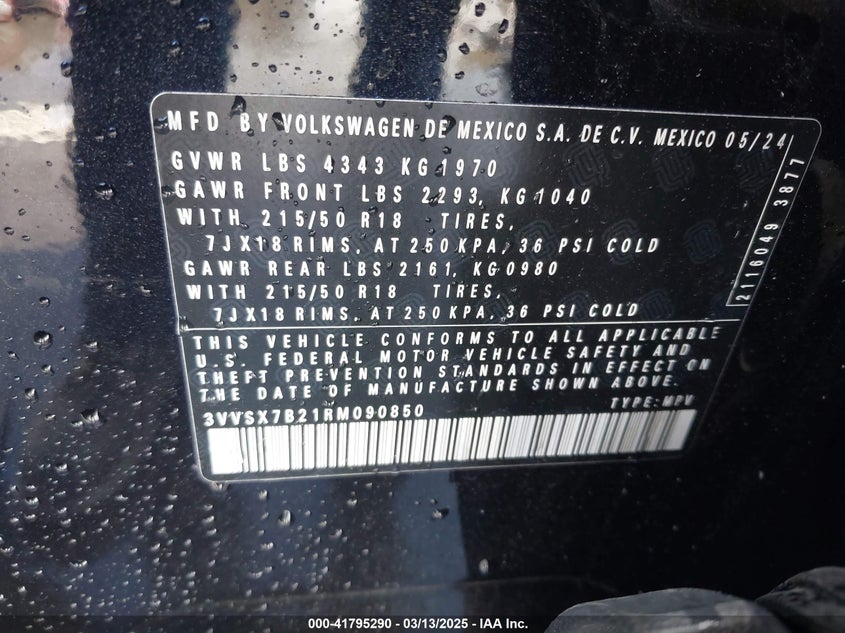 MFD BY VOLKSWAGEN DE MEXICO S.A. DE C.V. MEXICO 05/24
GVWR LBS 4343 KG 1970
GAWR FRONT LBS 2293, KG 1040
WITH 215/50 R18 TIRES,
7JX18 RIMS, AT 250 KPA, 36 PSI COLD
GAWR REAR LBS 2161, KG 0980
WITH 215/50 R18 TIRES,
7JX18 RIMS, AT 250 KPA, 36 PSI COLD
2116049 3877
THIS VEHICLE CONFORMS TO ALL APPLICABLE
U.S. FEDERAL MOTOR VEHICLE SAFETY AND
THEFT PREVENTION STANDARDS IN EFFECT ON
THE DATE OF MANUFACTURE SHOWN ABOVE.
3VVSX7B21RM090850 TYPE: MPV
000-41795290 - 03/13/2025 - IAA Inc.